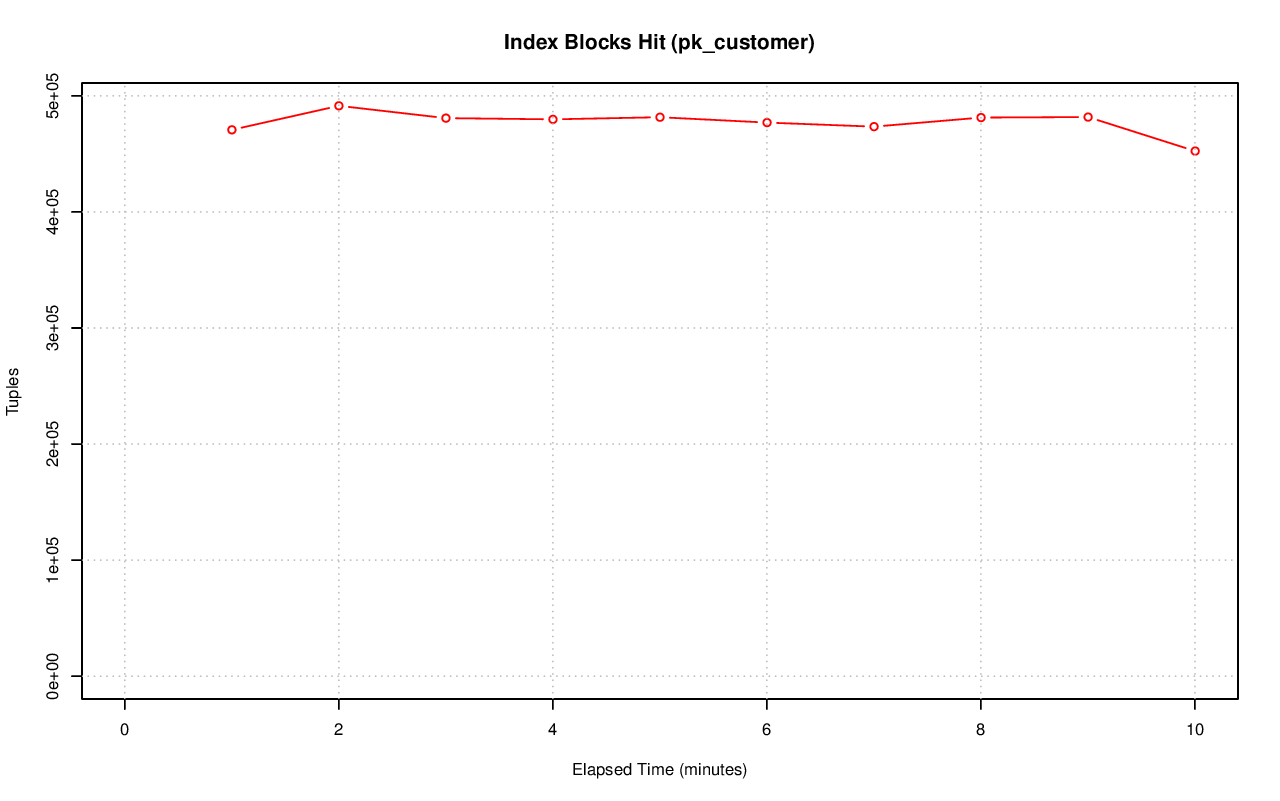 Index Blocks Hit (pk_customer)
Tuples
5e+05
4e+05
3e+05
2e+05
1e+05
0e+00
0 2 4 6 8 10
Elapsed Time (minutes)